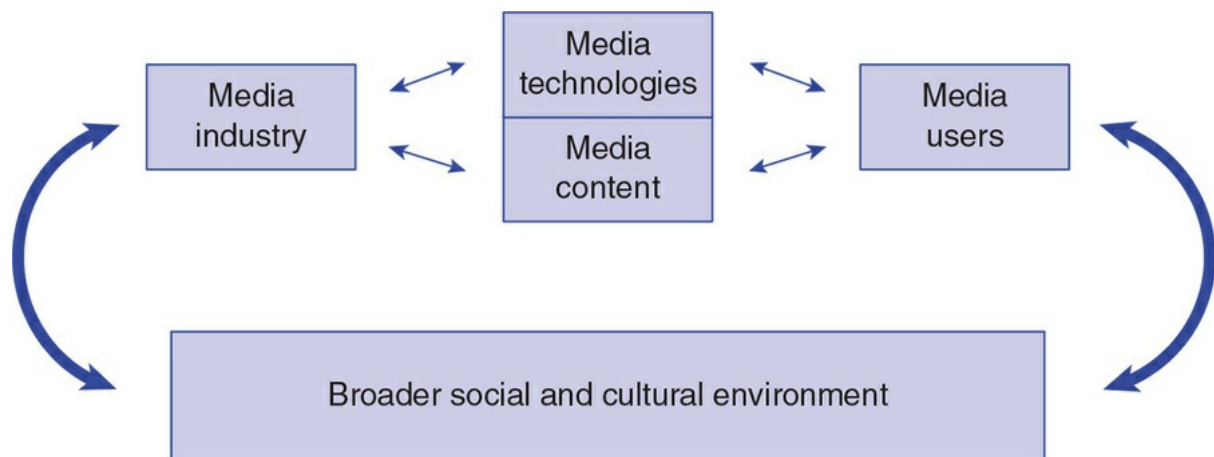 Media
industry
Media
technologies
Media
content
Media
users
Broader social and cultural environment